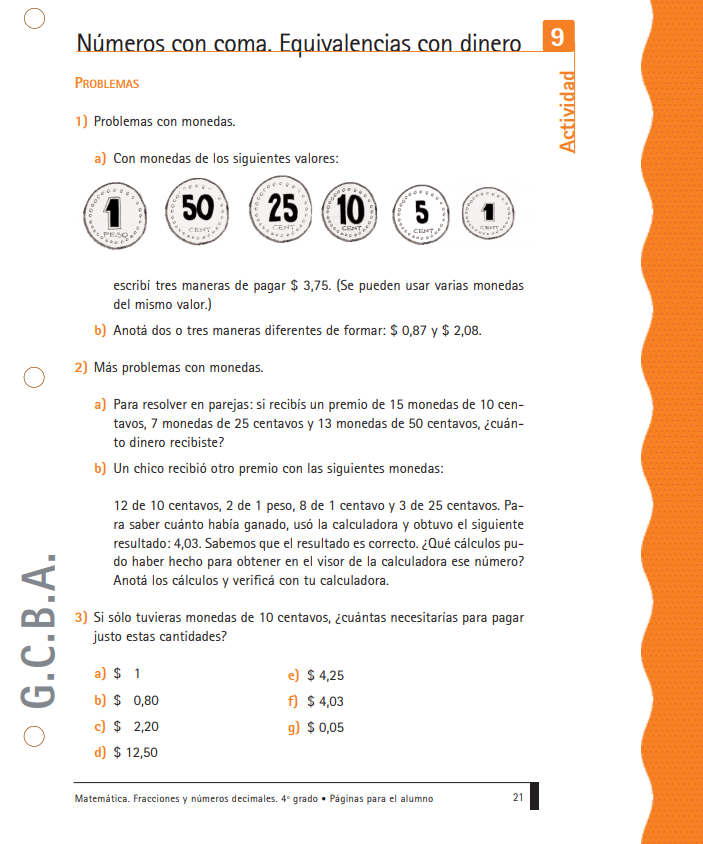 Números con coma. Equivalencias con dinero
9
Actividad
PROBLEMAS
1) Problemas con monedas.
a) Con monedas de los siguientes valores:
1 PESO
50 CENT
25 CENT
10 CENT
5 CENT
1 CENT
escribí tres maneras de pagar $ 3,75. (Se pueden usar varias monedas
del mismo valor.)
b) Anotá dos o tres maneras diferentes de formar: $ 0,87 y $ 2,08.
2) Más problemas con monedas.
a) Para resolver en parejas: si recibís un premio de 15 monedas de 10 cen-
tavos, 7 monedas de 25 centavos y 13 monedas de 50 centavos, ¿cuán-
to dinero recibiste?
b) Un chico recibió otro premio con las siguientes monedas:
12 de 10 centavos, 2 de 1 peso, 8 de 1 centavo y 3 de 25 centavos. Pa-
ra saber cuánto había ganado, usó la calculadora y obtuvo el siguiente
resultado: 4,03. Sabemos que el resultado es correcto. ¿Qué cálculos pu-
do haber hecho para obtener en el visor de la calculadora ese número?
Anotá los cálculos y verificá con tu calculadora.
3) Si sólo tuvieras monedas de 10 centavos, ¿cuántas necesitarías para pagar
justo estas cantidades?
a) $ 1
b) $ 0,80
c) $ 2,20
d) $ 12,50
e) $ 4,25
f) $ 4,03
g) $ 0,05
G.C.B.A.
Matemática. Fracciones y números decimales. 4º grado • Páginas para el alumno
21